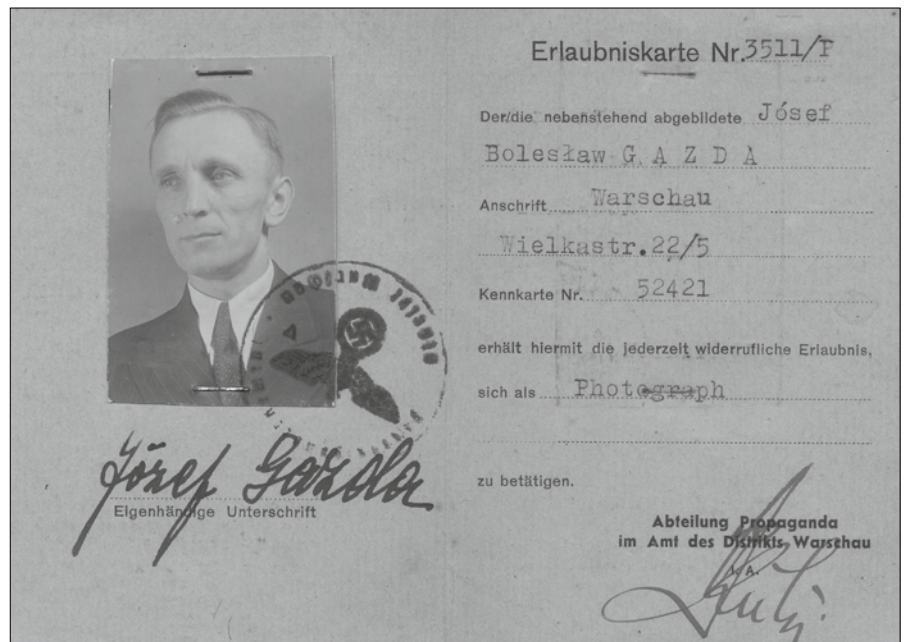 Erlaubniskarte Nr. 3511/P
Der/die nebenstehend abgebildete Jósef
Bolesław G A Z D A
Anschrift Warschau
Wielkastr.22/5
Kennkarte Nr. 52421
erhält hiermit die jederzeit widerrufliche Erlaubnis,
sich als Photograph
zu betätigen.
Abteilung Propaganda
im Amt des Distrikts Warschau
I. A.
Józef Gazda
Eigenhändige Unterschrift